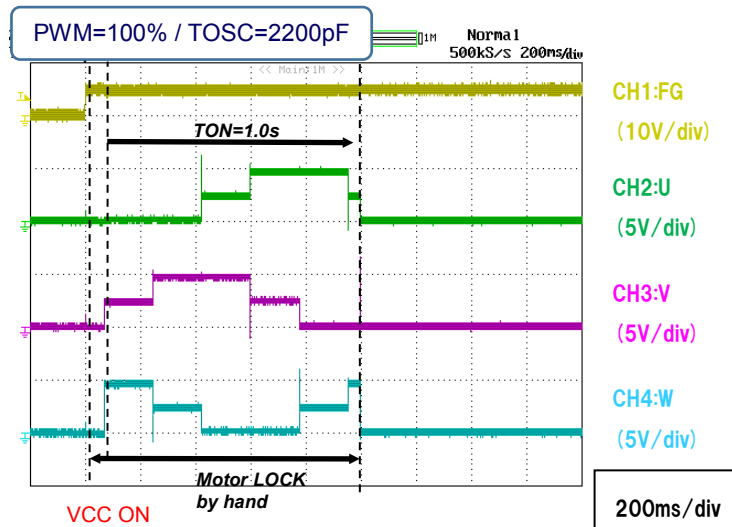 PWM=100% / TOSC=2200pF
1M
Normal
500kS/s 200ms/div
<< Main:1M >>
CH1:FG
(10V/div)
TON=1.0s
CH2:U
(5V/div)
CH3:V
(5V/div)
CH4:W
(5V/div)
Motor LOCK
by hand
VCC ON
200ms/div